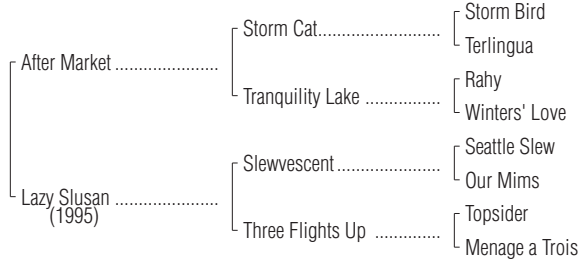 Storm Bird
Storm Cat..............................
Terlingua
After Market .........................
Rahy
Tranquility Lake ..................
Winters' Love
Seattle Slew
Slewvescent.........................
Our Mims
Lazy Slusan .........................
(1995)
Topsider
Three Flights Up ................
Menage a Trois